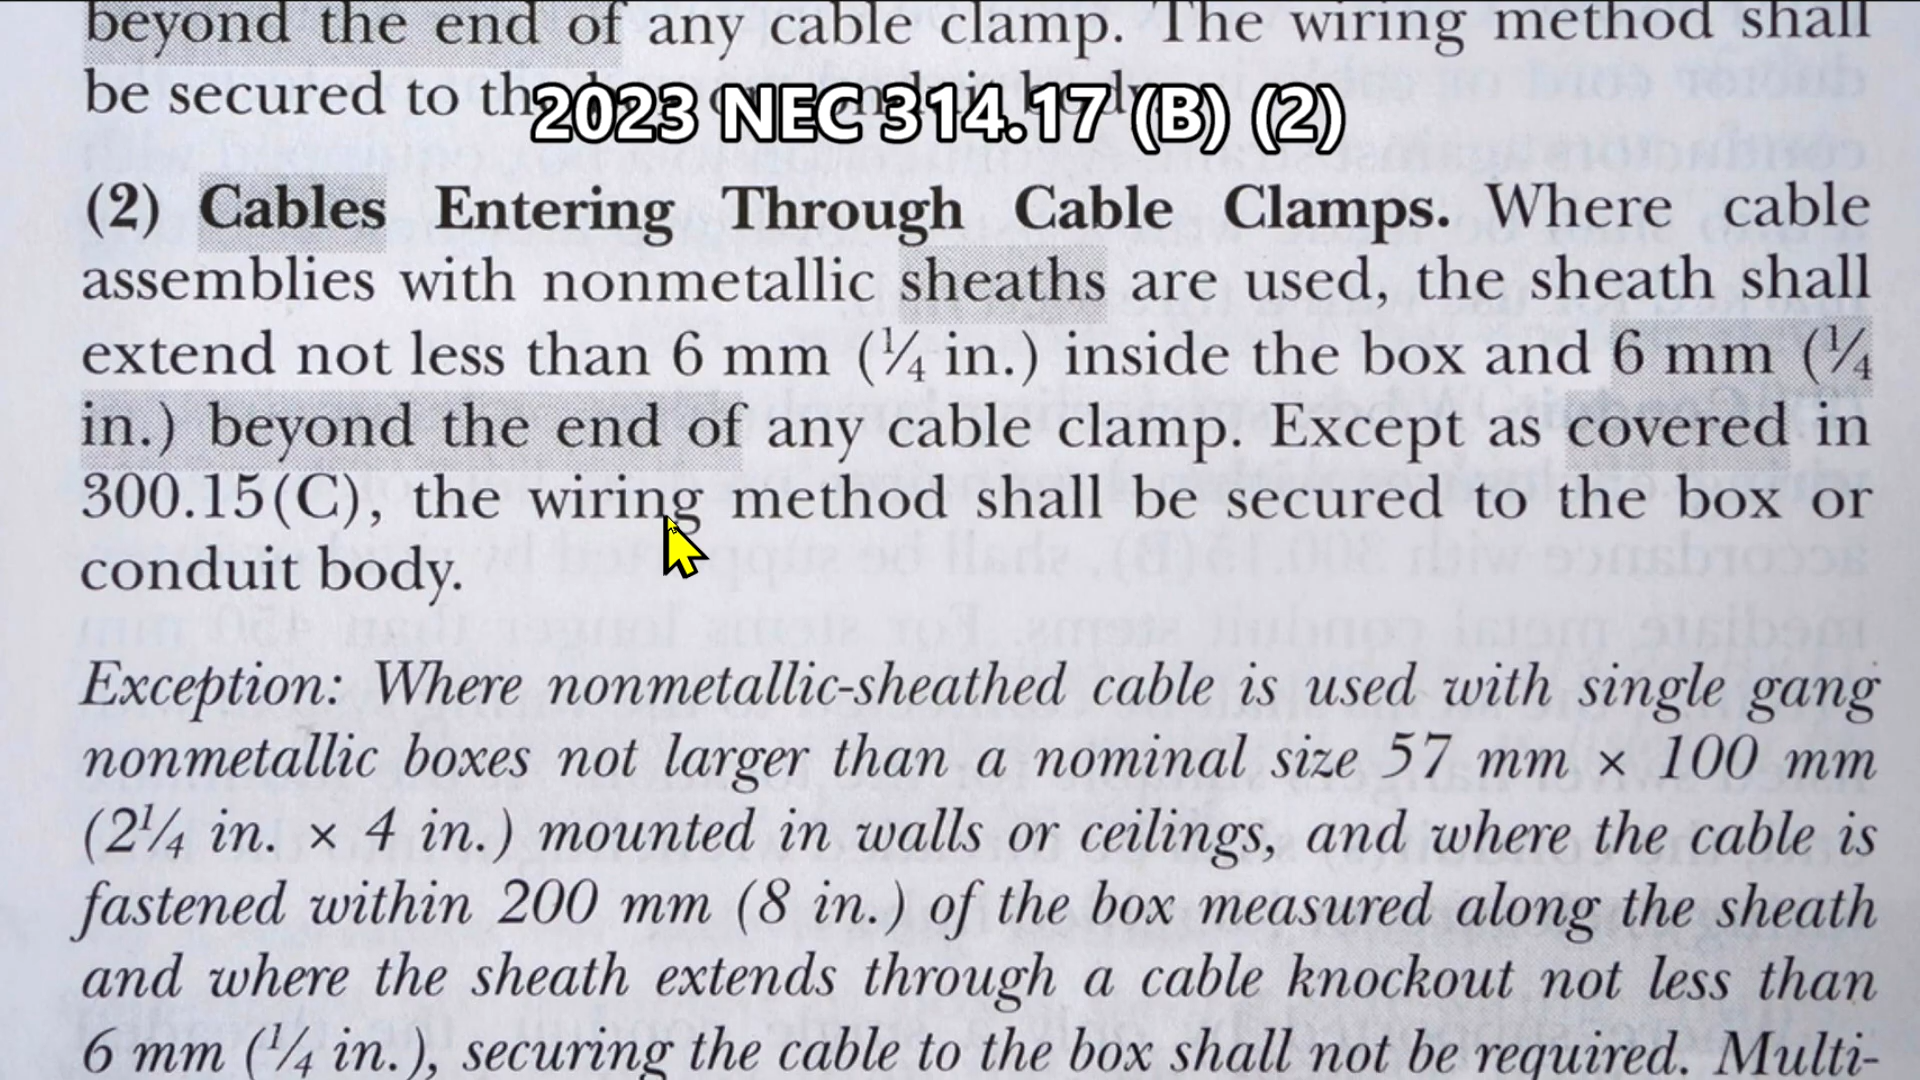 beyond the end of any cable clamp. The wiring method shall
be secured to the box or conduit body.
2023 NEC 314.17 (B) (2)
(2) Cables Entering Through Cable Clamps. Where cable
assemblies with nonmetallic sheaths are used, the sheath shall
extend not less than 6 mm (¼ in.) inside the box and 6 mm (¼
in.) beyond the end of any cable clamp. Except as covered in
300.15(C), the wiring method shall be secured to the box or
conduit body.
Exception: Where nonmetallic-sheathed cable is used with single gang
nonmetallic boxes not larger than a nominal size 57 mm × 100 mm
(2¼ in. × 4 in.) mounted in walls or ceilings, and where the cable is
fastened within 200 mm (8 in.) of the box measured along the sheath
and where the sheath extends through a cable knockout not less than
6 mm (¼ in.), securing the cable to the box shall not be required. Multi-